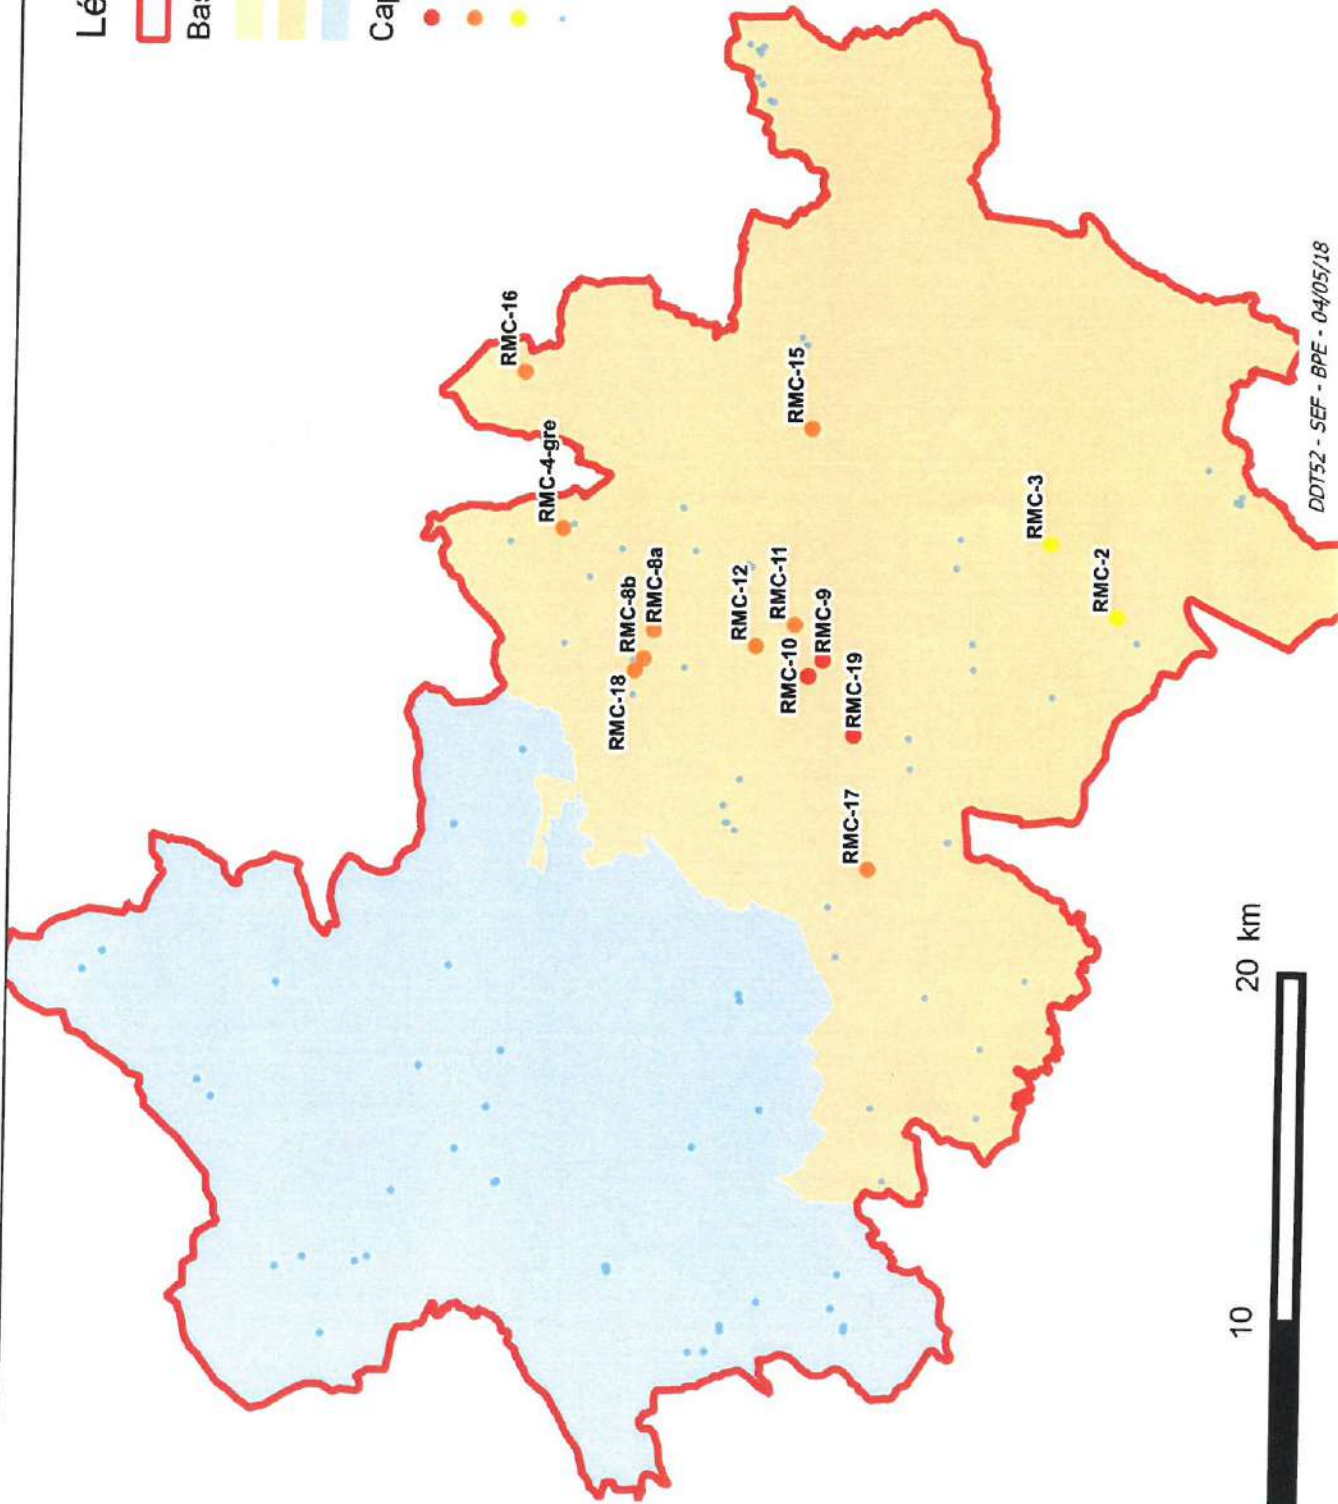 Lé
Bas
Cap
RMC-16
RMC-4-gre
RMC-15
RMC-8b
RMC-8a
RMC-18
RMC-12
RMC-11
RMC-10
RMC-9
RMC-19
RMC-3
RMC-2
RMC-17
10
20 km
DDT52 - SEF - BPE - 04/05/18